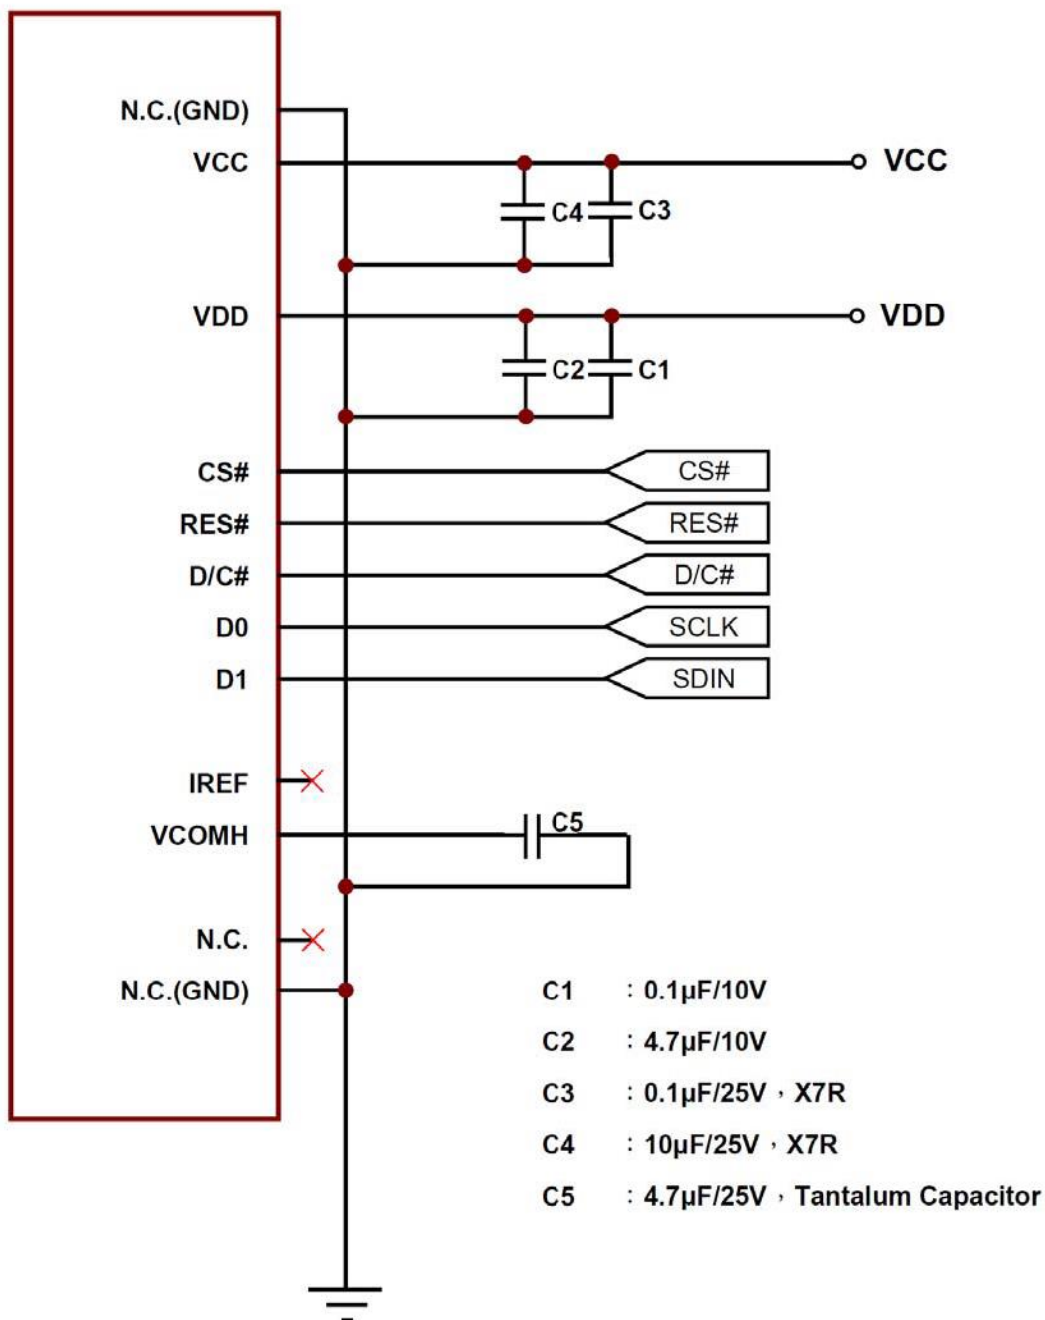 N.C.(GND)
VCC
VCC
C4
C3
VDD
VDD
C2
C1
CS#
CS#
RES#
RES#
D/C#
D/C#
D0
SCLK
D1
SDIN
IREF
VCOMH
C5
N.C.
N.C.(GND)
C1 : 0.1μF/10V
C2 : 4.7μF/10V
C3 : 0.1μF/25V，X7R
C4 : 10μF/25V，X7R
C5 : 4.7μF/25V，Tantalum Capacitor